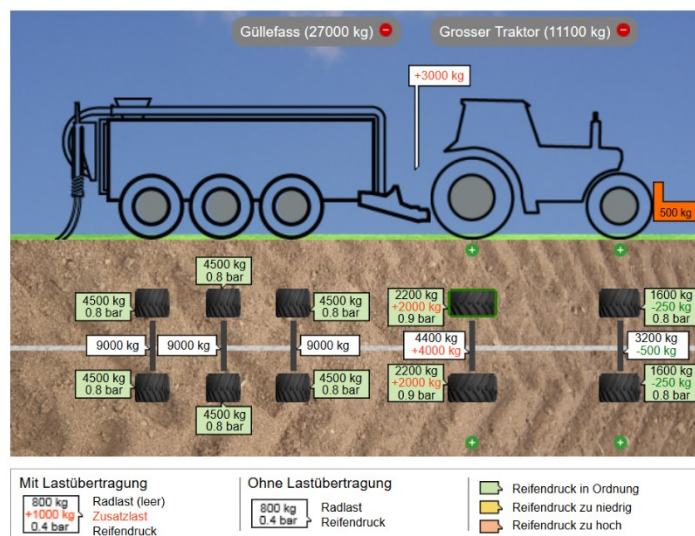 Güllefass (27000 kg)
Grosser Traktor (11100 kg)
+3000 kg
500 kg
4500 kg
0.8 bar
4500 kg
0.8 bar
4500 kg
0.8 bar
2200 kg
+2000 kg
0.9 bar
1600 kg
-250 kg
0.8 bar
9000 kg
9000 kg
9000 kg
4400 kg
+4000 kg
3200 kg
-500 kg
4500 kg
0.8 bar
4500 kg
0.8 bar
4500 kg
0.8 bar
2200 kg
+2000 kg
0.9 bar
1600 kg
-250 kg
0.8 bar
Mit Lastübertragung
800 kg
+1000 kg
0.4 bar
Radlast (leer)
Zusatzlast
Reifendruck
Ohne Lastübertragung
800 kg
0.4 bar
Radlast
Reifendruck
Reifendruck in Ordnung
Reifendruck zu niedrig
Reifendruck zu hoch